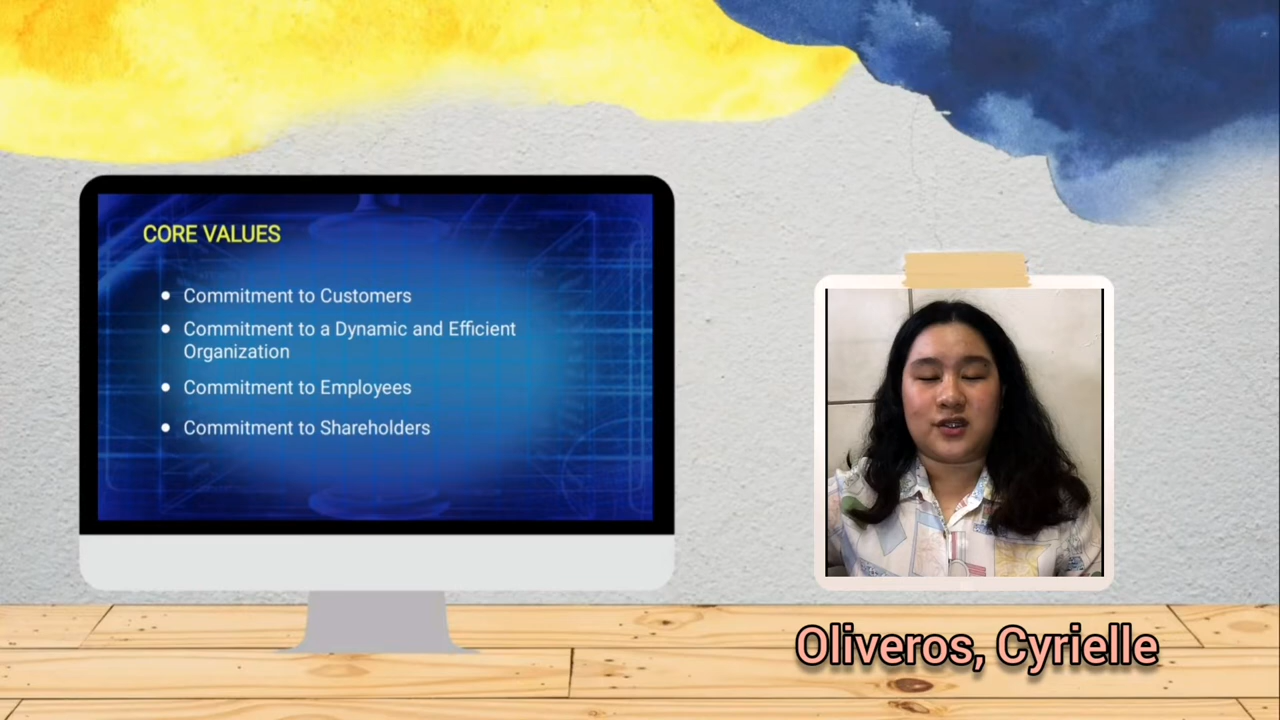 CORE VALUES
Commitment to Customers
Commitment to a Dynamic and Efficient
Organization
Commitment to Employees
Commitment to Shareholders
Oliveros, Cyrielle